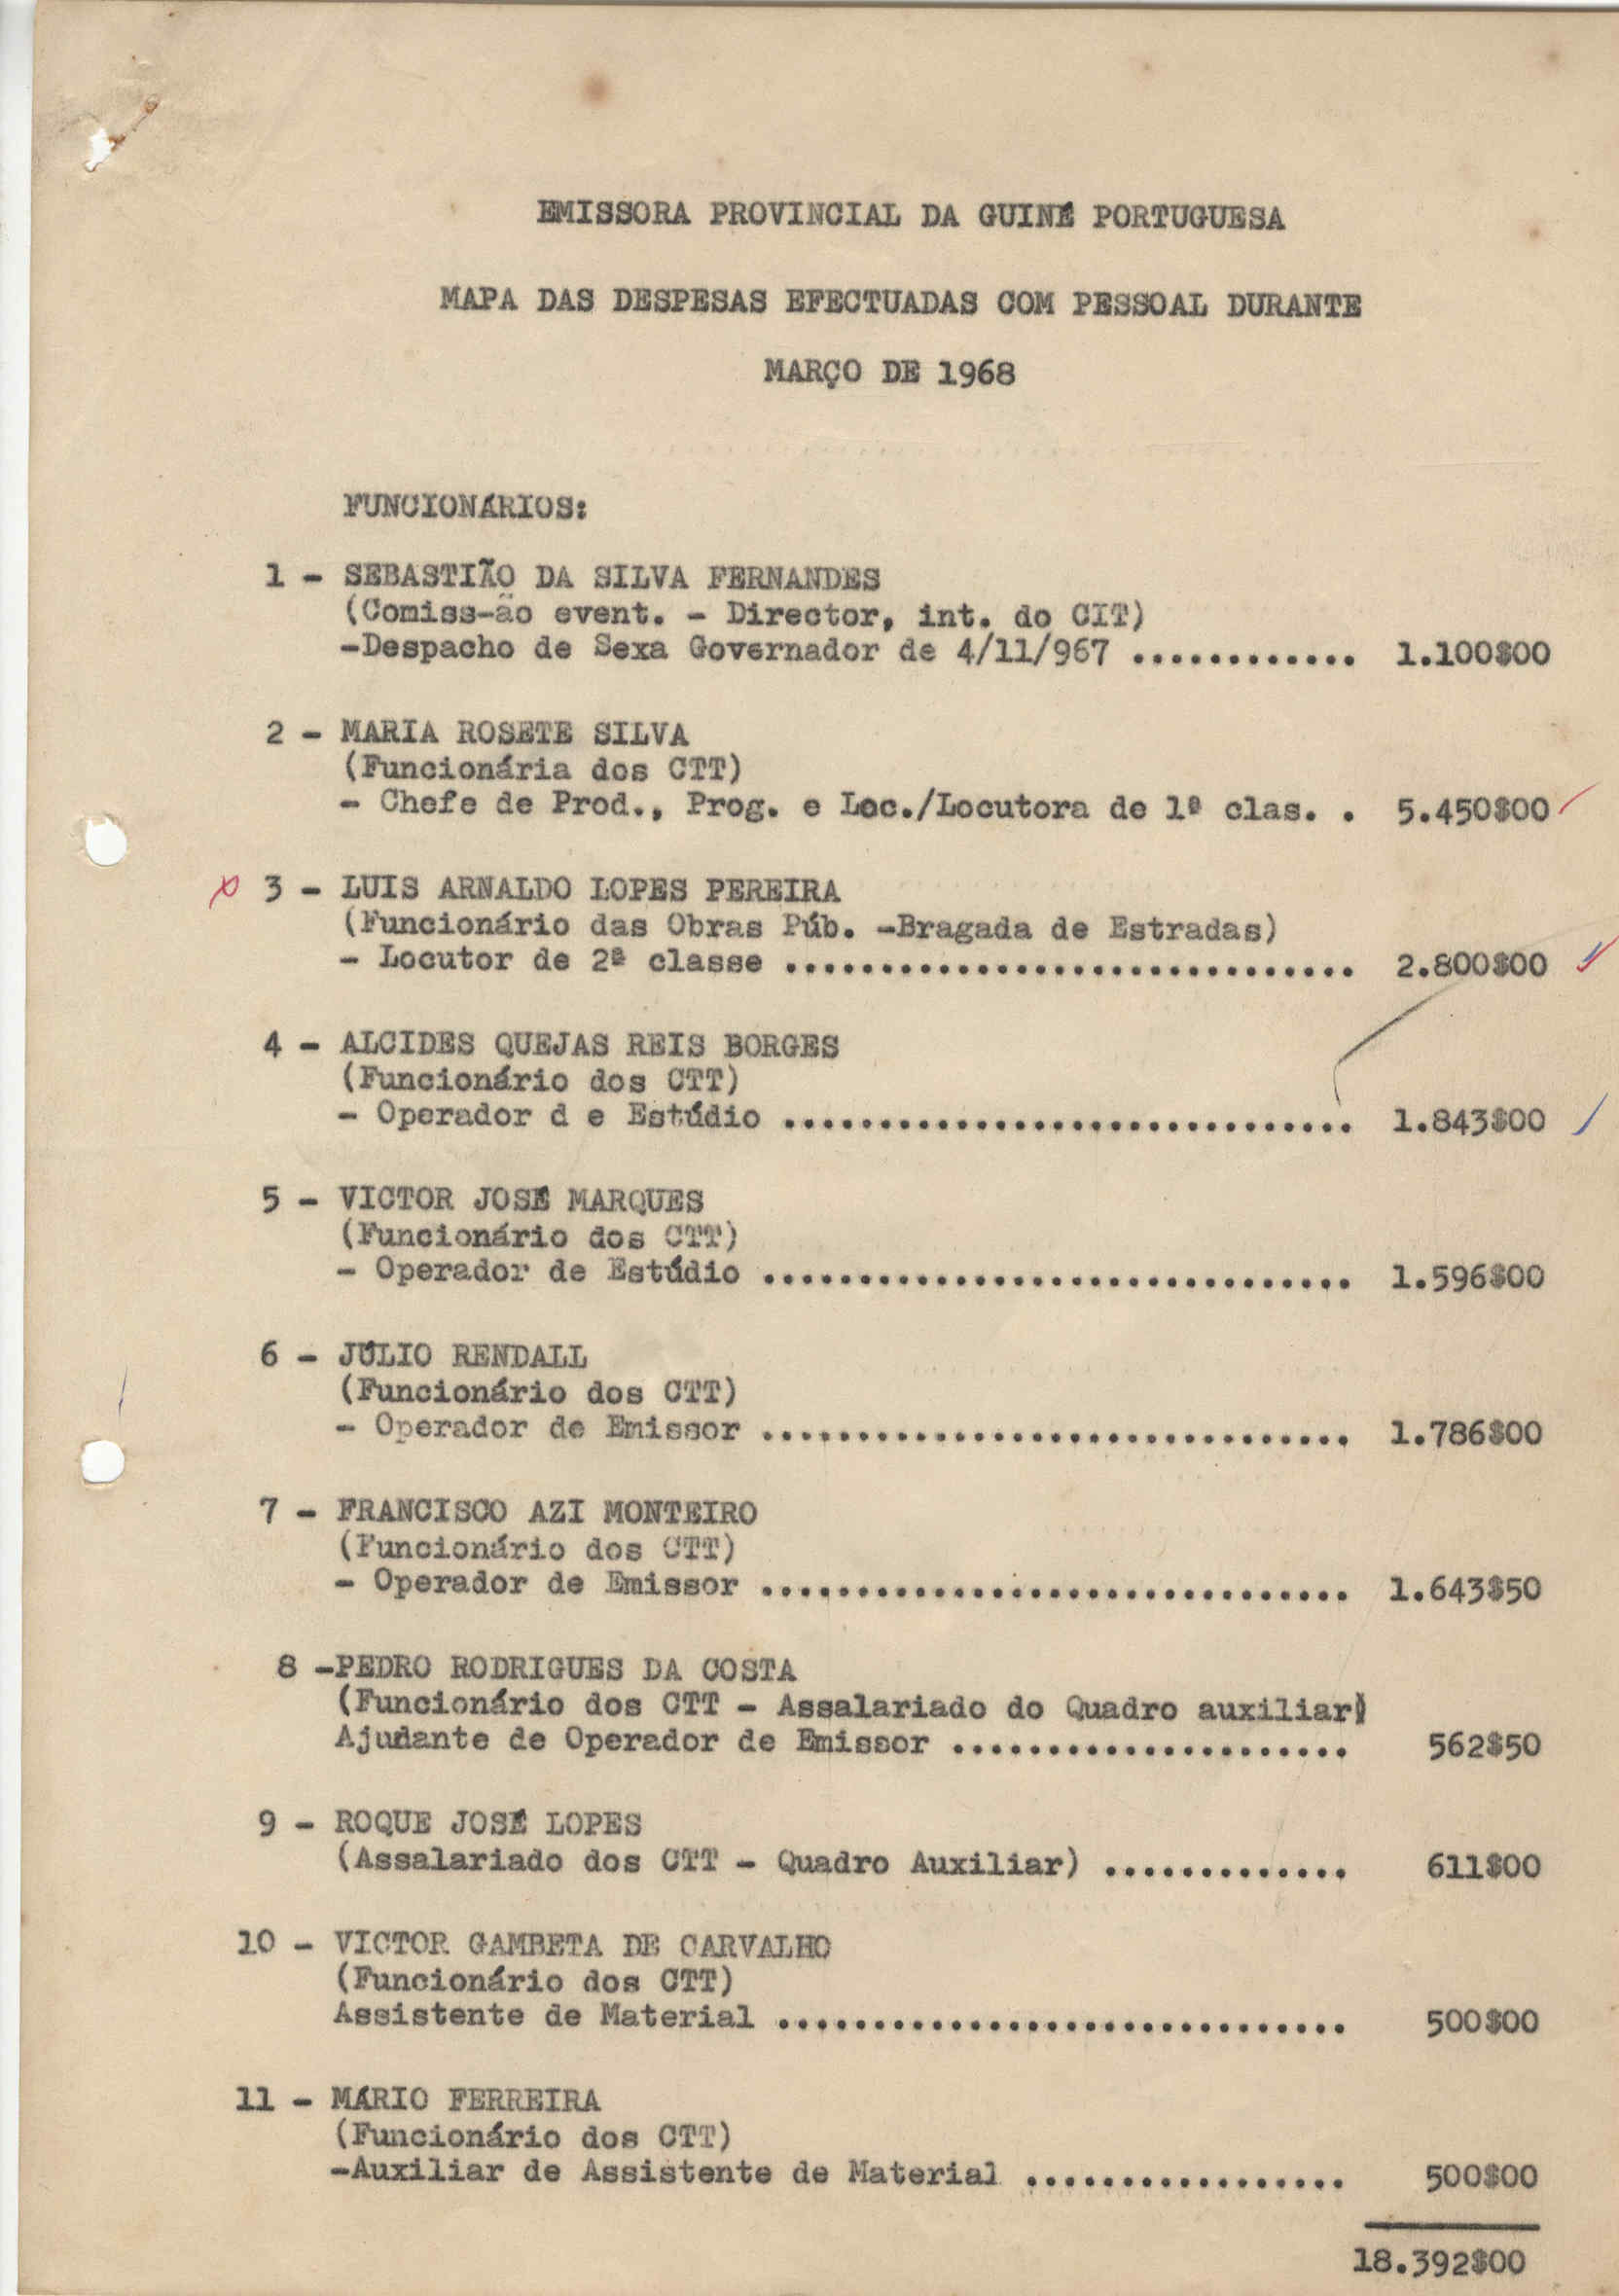 EMISSORA PROVINCIAL DA GUINÉ PORTUGUESA
MAPA DAS DESPESAS EFECTUADAS COM PESSOAL DURANTE
MARÇO DE 1968
FUNCIONÁRIOS:
1 - SEBASTIÃO DA SILVA FERNANDES
(Comiss-ão event. - Director, int. do CIT)
-Despacho de Sexa Governador de 4/11/967 ............ 1.100$00
2 - MARIA ROSETE SILVA
(Funcionária dos CTT)
- Chefe de Prod., Prog. e Loc./Locutora de 1ª clas. . 5.450$00
3 - LUIS ARNALDO LOPES PEREIRA
(Funcionário das Obras Púb. -Bragada de Estradas)
- Locutor de 2ª classe .............................. 2.800$00
4 - ALCIDES QUEJAS REIS BORGES
(Funcionário dos CTT)
- Operador d e Estúdio .............................. 1.843$00
5 - VICTOR JOSÉ MARQUES
(Funcionário dos CTT)
- Operador de Estúdio ............................... 1.596$00
6 - JÚLIO RENDALL
(Funcionário dos CTT)
- Operador de Emissor ............................... 1.786$00
7 - FRANCISCO AZI MONTEIRO
(Funcionário dos CTT)
- Operador de Emissor ............................... 1.643$50
8 -PEDRO RODRIGUES DA COSTA
(Funcionário dos CTT - Assalariado do Quadro auxiliar)
Ajudante de Operador de Emissor ..................... 562$50
9 - ROQUE JOSÉ LOPES
(Assalariado dos CTT - Quadro Auxiliar) ............. 611$00
10 - VICTOR GAMBETA DE CARVALHO
(Funcionário dos CTT)
Assistente de Material .............................. 500$00
11 - MÁRIO FERREIRA
(Funcionário dos CTT)
-Auxiliar de Assistente de Material ................. 500$00
18.392$00